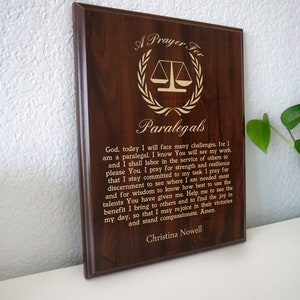 A Prayer For
Paralegals
God, today I will face many challenges, for I
am a paralegal. I know You will see my work,
and I shall labor in the service of others to
please You. I pray for strength and resilience
that I stay committed to my task. I pray for
discernment to see where I am needed most
and for wisdom to know how best to use the
talents You have given me. Help me to see the
benefit I bring to others and to find the joy in
my day, so that I may rejoice in their victories
and stand compassionate. Amen.
Christina Nowell